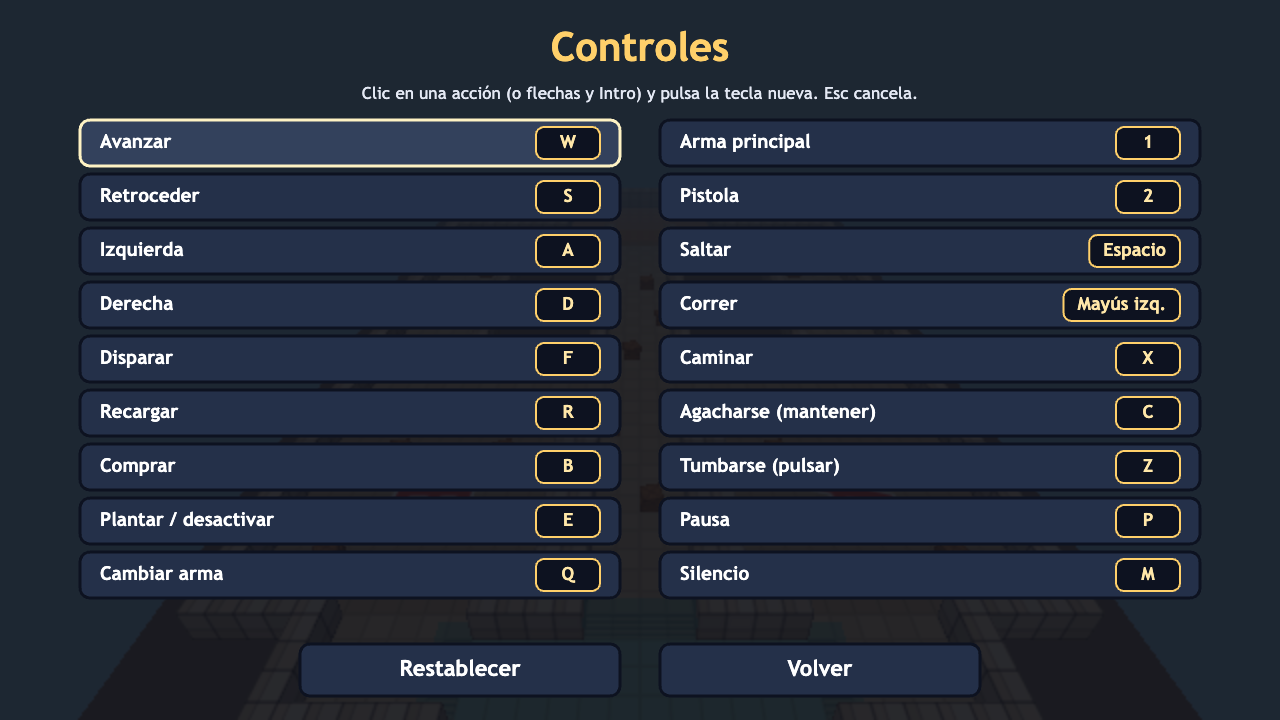 Controles
Clic en una acción (o flechas y Intro) y pulsa la tecla nueva. Esc cancela.
Avanzar W
Retroceder S
Izquierda A
Derecha D
Disparar F
Recargar R
Comprar B
Plantar / desactivar E
Cambiar arma Q
Arma principal 1
Pistola 2
Saltar Espacio
Correr Mayús izq.
Caminar X
Agacharse (mantener) C
Tumbarse (pulsar) Z
Pausa P
Silencio M
Restablecer
Volver